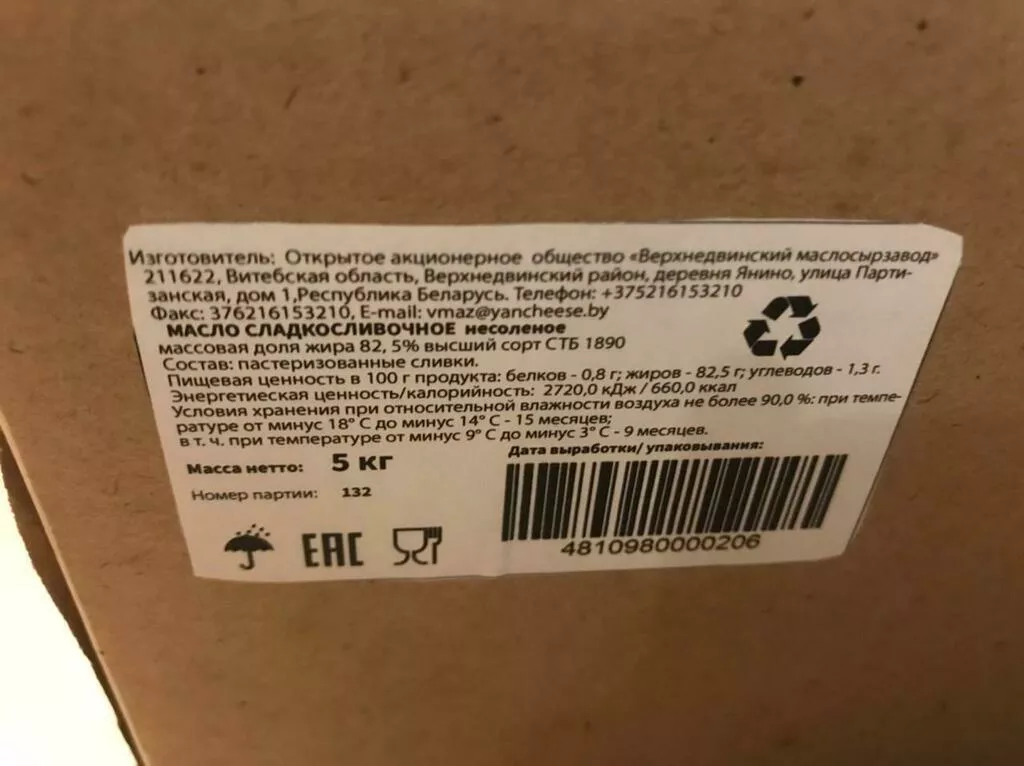 Изготовитель: Открытое акционерное общество «Верхнедвинский маслосырзавод»
211622, Витебская область, Верхнедвинский район, деревня Янино, улица Парти-
занская, дом 1,Республика Беларусь. Телефон: +375216153210
Факс: 376216153210, E-mail: vmaz@yancheese.by
МАСЛО СЛАДКОСЛИВОЧНОЕ несоленое
массовая доля жира 82, 5% высший сорт СТБ 1890
Состав: пастеризованные сливки.
Пищевая ценность в 100 г продукта: белков - 0,8 г; жиров - 82,5 г; углеводов - 1,3 г.
Энергетиеская ценность/калорийность: 2720,0 кДж / 660,0 ккал
Условия хранения при относительной влажности воздуха не более 90,0 %: при темпе-
ратуре от минус 18° С до минус 14° С - 15 месяцев;
в т. ч. при температуре от минус 9° С до минус 3° С - 9 месяцев.
Дата выработки/ упаковывания:
Масса нетто: 5 кг
Номер партии: 132
EAC
4810980000206